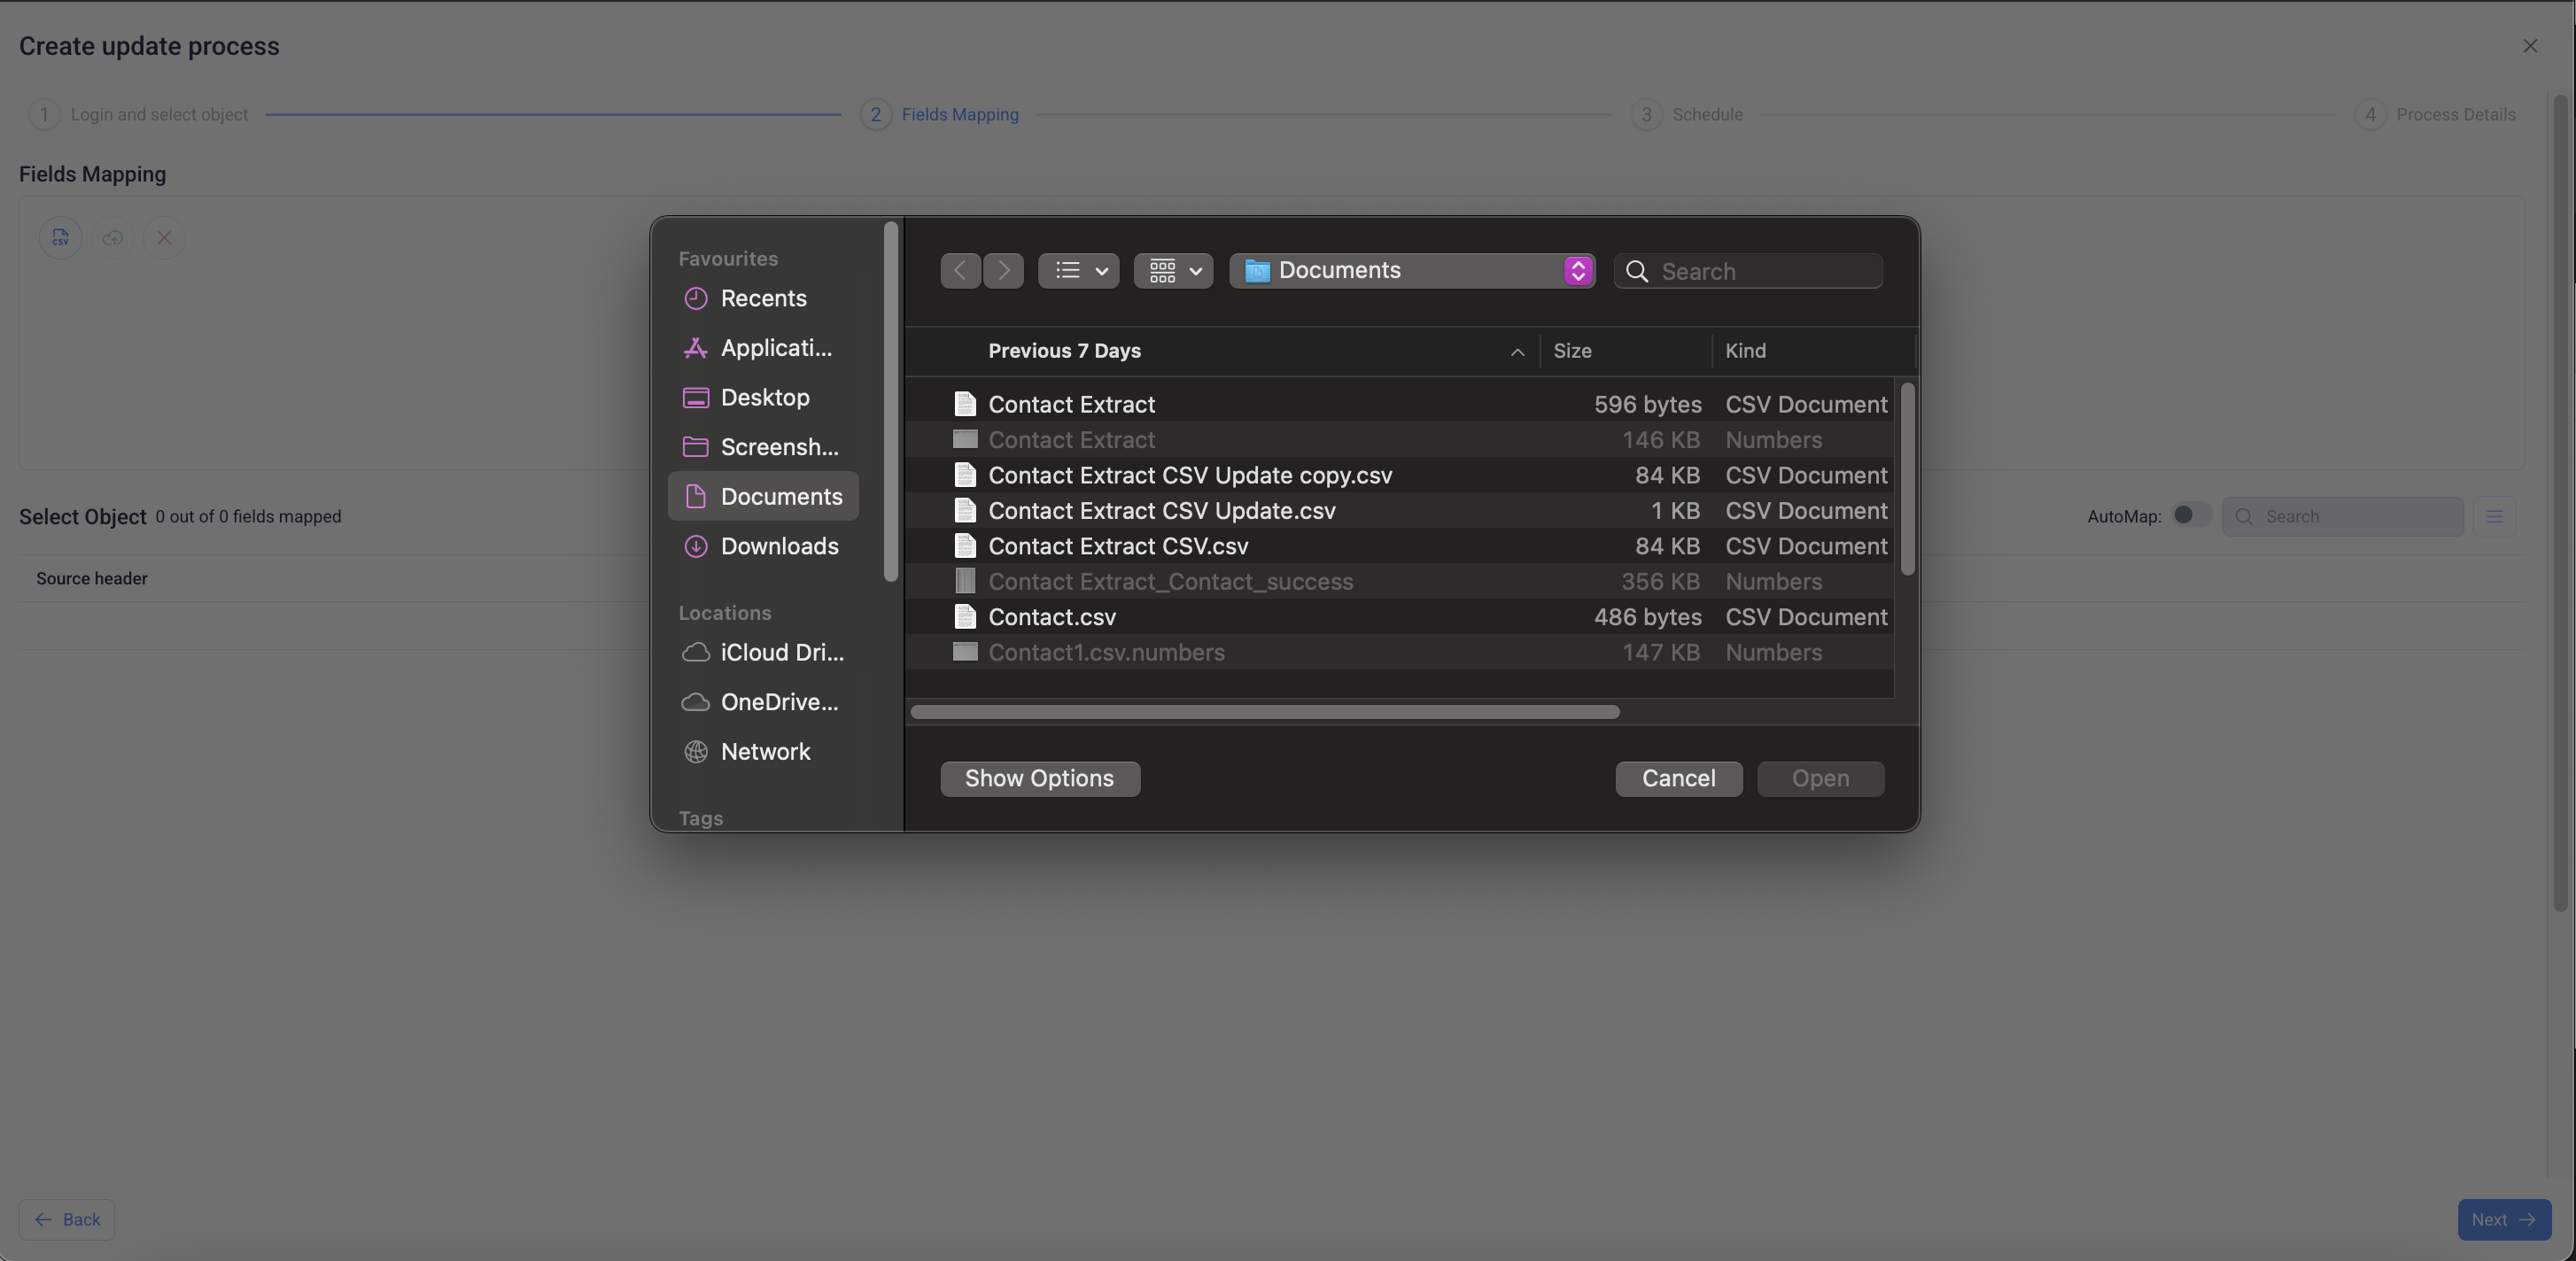 Create update process
1 Login and select object
2 Fields Mapping
3 Schedule
4 Process Details
Fields Mapping
CSV
Select Object 0 out of 0 fields mapped
AutoMap:
Search
Source header
Favourites
Recents
Applicati...
Desktop
Screensh...
Documents
Downloads
Locations
iCloud Dri...
OneDrive...
Network
Tags
Documents
Search
Previous 7 Days Size Kind
Contact Extract 596 bytes CSV Document
Contact Extract 146 KB Numbers
Contact Extract CSV Update copy.csv 84 KB CSV Document
Contact Extract CSV Update.csv 1 KB CSV Document
Contact Extract CSV.csv 84 KB CSV Document
Contact Extract_Contact_success 356 KB Numbers
Contact.csv 486 bytes CSV Document
Contact1.csv.numbers 147 KB Numbers
Show Options
Cancel
Open
Back
Next